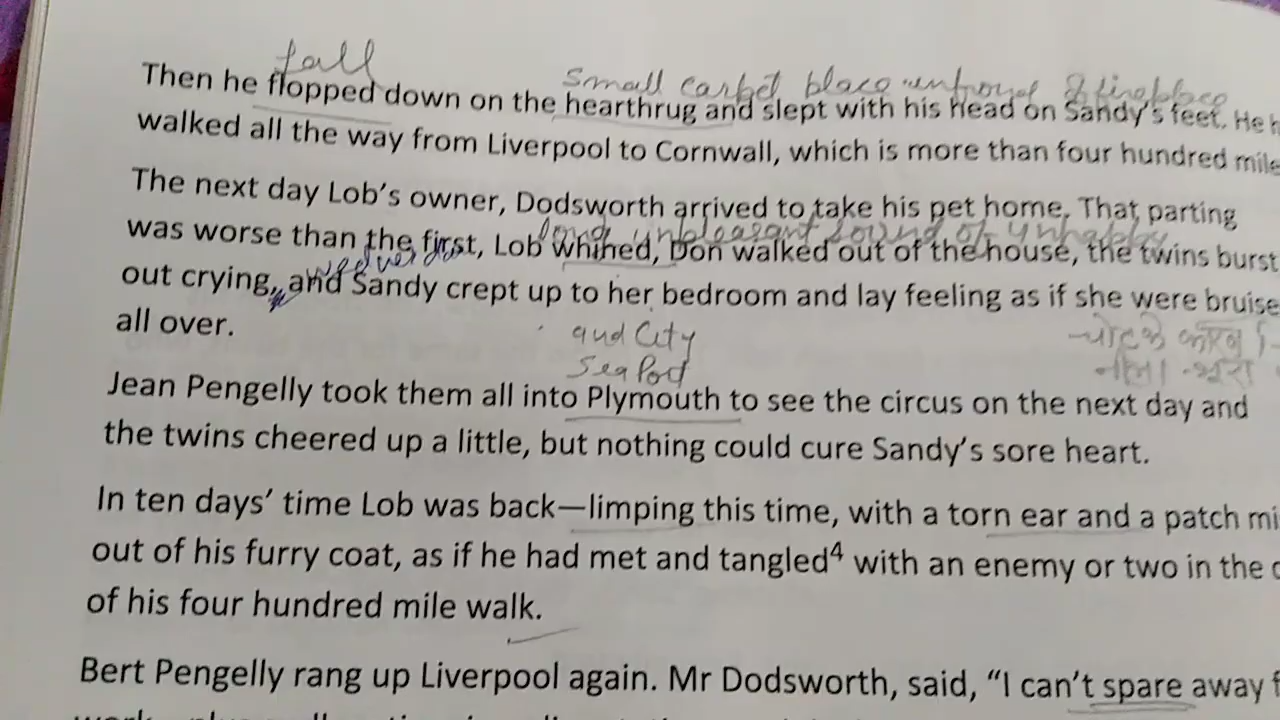 fall
small carpet place of fireplace
Then he flopped down on the hearthrug and slept with his head on Sandy's feet. He h
walked all the way from Liverpool to Cornwall, which is more than four hundred mile
The next day Lob's owner, Dodsworth arrived to take his pet home. That parting
long unpleasant sound of unhappy
was worse than the first, Lob whined, Don walked out of the house, the twins burst
out crying, and Sandy crept up to her bedroom and lay feeling as if she were bruise
all over.
and City
चोट के कारण
Sea Port
नीला भूरा
Jean Pengelly took them all into Plymouth to see the circus on the next day and
the twins cheered up a little, but nothing could cure Sandy's sore heart.
In ten days' time Lob was back—limping this time, with a torn ear and a patch mi
out of his furry coat, as if he had met and tangled⁴ with an enemy or two in the
of his four hundred mile walk.
Bert Pengelly rang up Liverpool again. Mr Dodsworth, said, “I can't spare away f